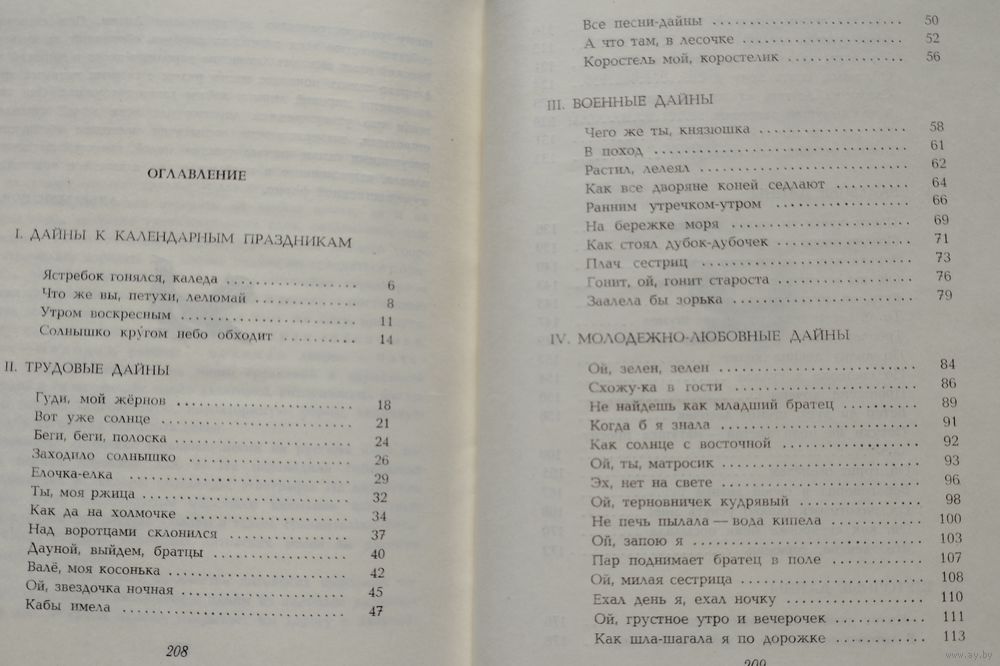 ОГЛАВЛЕНИЕ
I. ДАЙНЫ К КАЛЕНДАРНЫМ ПРАЗДНИКАМ
Ястребок гонялся, каледа . . . . . . . . . . . . 6
Что же вы, петухи, лелюмай . . . . . . . . . . 8
Утром воскресным . . . . . . . . . . . . . . . . 11
Солнышко кругом небо обходит . . . . . . . . . 14
II. ТРУДОВЫЕ ДАЙНЫ
Гуди, мой жёрнов . . . . . . . . . . . . . . . . 18
Вот уже солнце . . . . . . . . . . . . . . . . . 21
Беги, беги, полоска . . . . . . . . . . . . . . . 24
Заходило солнышко . . . . . . . . . . . . . . . 26
Елочка-елка . . . . . . . . . . . . . . . . . . . 29
Ты, моя ржица . . . . . . . . . . . . . . . . . 32
Как да на холмочке . . . . . . . . . . . . . . . 34
Над воротцами склонился . . . . . . . . . . . . 37
Дауной, выйдем, братцы . . . . . . . . . . . . 40
Валё, моя косонька . . . . . . . . . . . . . . . 42
Ой, звездочка ночная . . . . . . . . . . . . . . 45
Кабы имела . . . . . . . . . . . . . . . . . . . 47
208
Все песни-дайны . . . . . . . . . . . . . . . . 50
А что там, в лесочке . . . . . . . . . . . . . . 52
Коростель мой, коростелик . . . . . . . . . . . 56
III. ВОЕННЫЕ ДАЙНЫ
Чего же ты, князюшка . . . . . . . . . . . . . 58
В поход . . . . . . . . . . . . . . . . . . . . . 61
Растил, лелеял . . . . . . . . . . . . . . . . . 62
Как все дворяне коней седлают . . . . . . . . 64
Ранним утречком-утром . . . . . . . . . . . . 66
На бережке моря . . . . . . . . . . . . . . . . 69
Как стоял дубок-дубочек . . . . . . . . . . . . 71
Плач сестриц . . . . . . . . . . . . . . . . . . 73
Гонит, ой, гонит староста . . . . . . . . . . . 76
Заалела бы зорька . . . . . . . . . . . . . . . 79
IV. МОЛОДЕЖНО-ЛЮБОВНЫЕ ДАЙНЫ
Ой, зелен, зелен . . . . . . . . . . . . . . . . 84
Схожу-ка в гости . . . . . . . . . . . . . . . . 86
Не найдешь как младший братец . . . . . . . . 89
Когда б я знала . . . . . . . . . . . . . . . . . 91
Как солнце с восточной . . . . . . . . . . . . 92
Ой, ты, матросик . . . . . . . . . . . . . . . . 93
Эх, нет на свете . . . . . . . . . . . . . . . . 96
Ой, терновничек кудрявый . . . . . . . . . . . 98
Не печь пылала — вода кипела . . . . . . . . . 100
Ой, запою я . . . . . . . . . . . . . . . . . . 103
Пар поднимает братец в поле . . . . . . . . . 107
Ой, милая сестрица . . . . . . . . . . . . . . 108
Ехал день я, ехал ночку . . . . . . . . . . . . 110
Ой, грустное утро и вечерочек . . . . . . . . . 111
Как шла-шагала я по дорожке . . . . . . . . . 113
209
www.ay.by